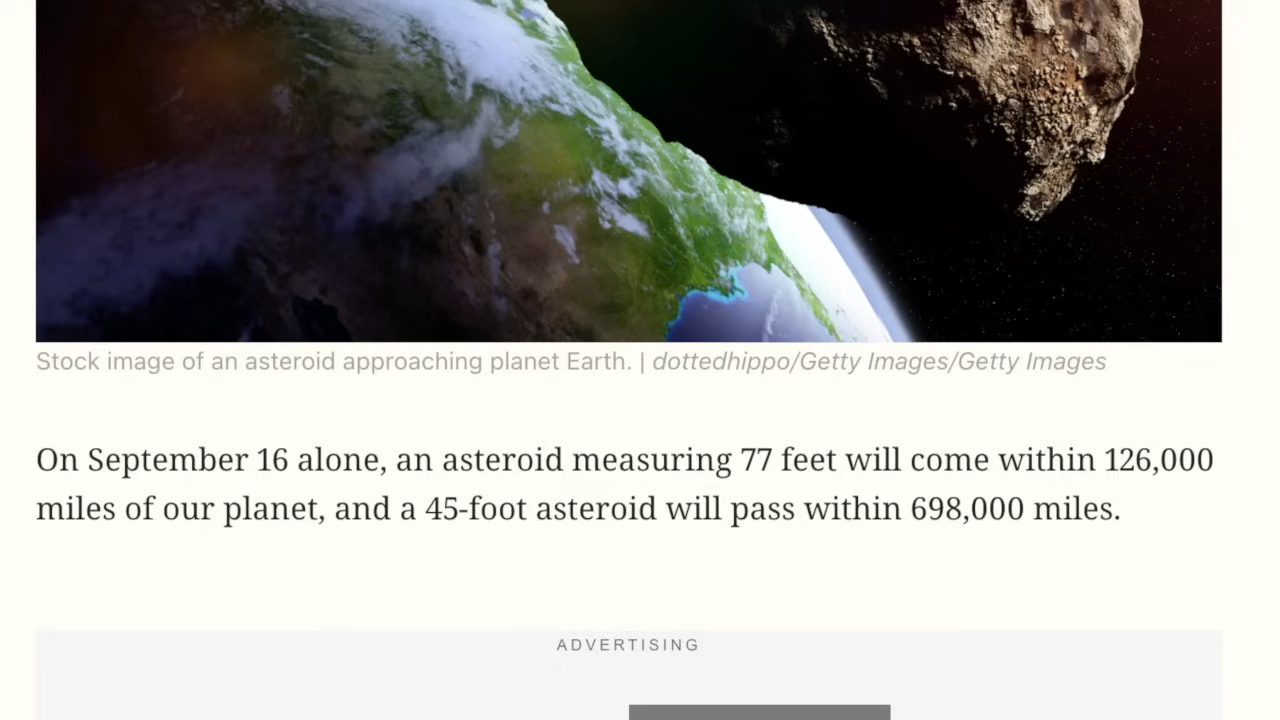 Stock image of an asteroid approaching planet Earth. | dottedhippo/Getty Images/Getty Images
On September 16 alone, an asteroid measuring 77 feet will come within 126,000
miles of our planet, and a 45-foot asteroid will pass within 698,000 miles.
ADVERTISING